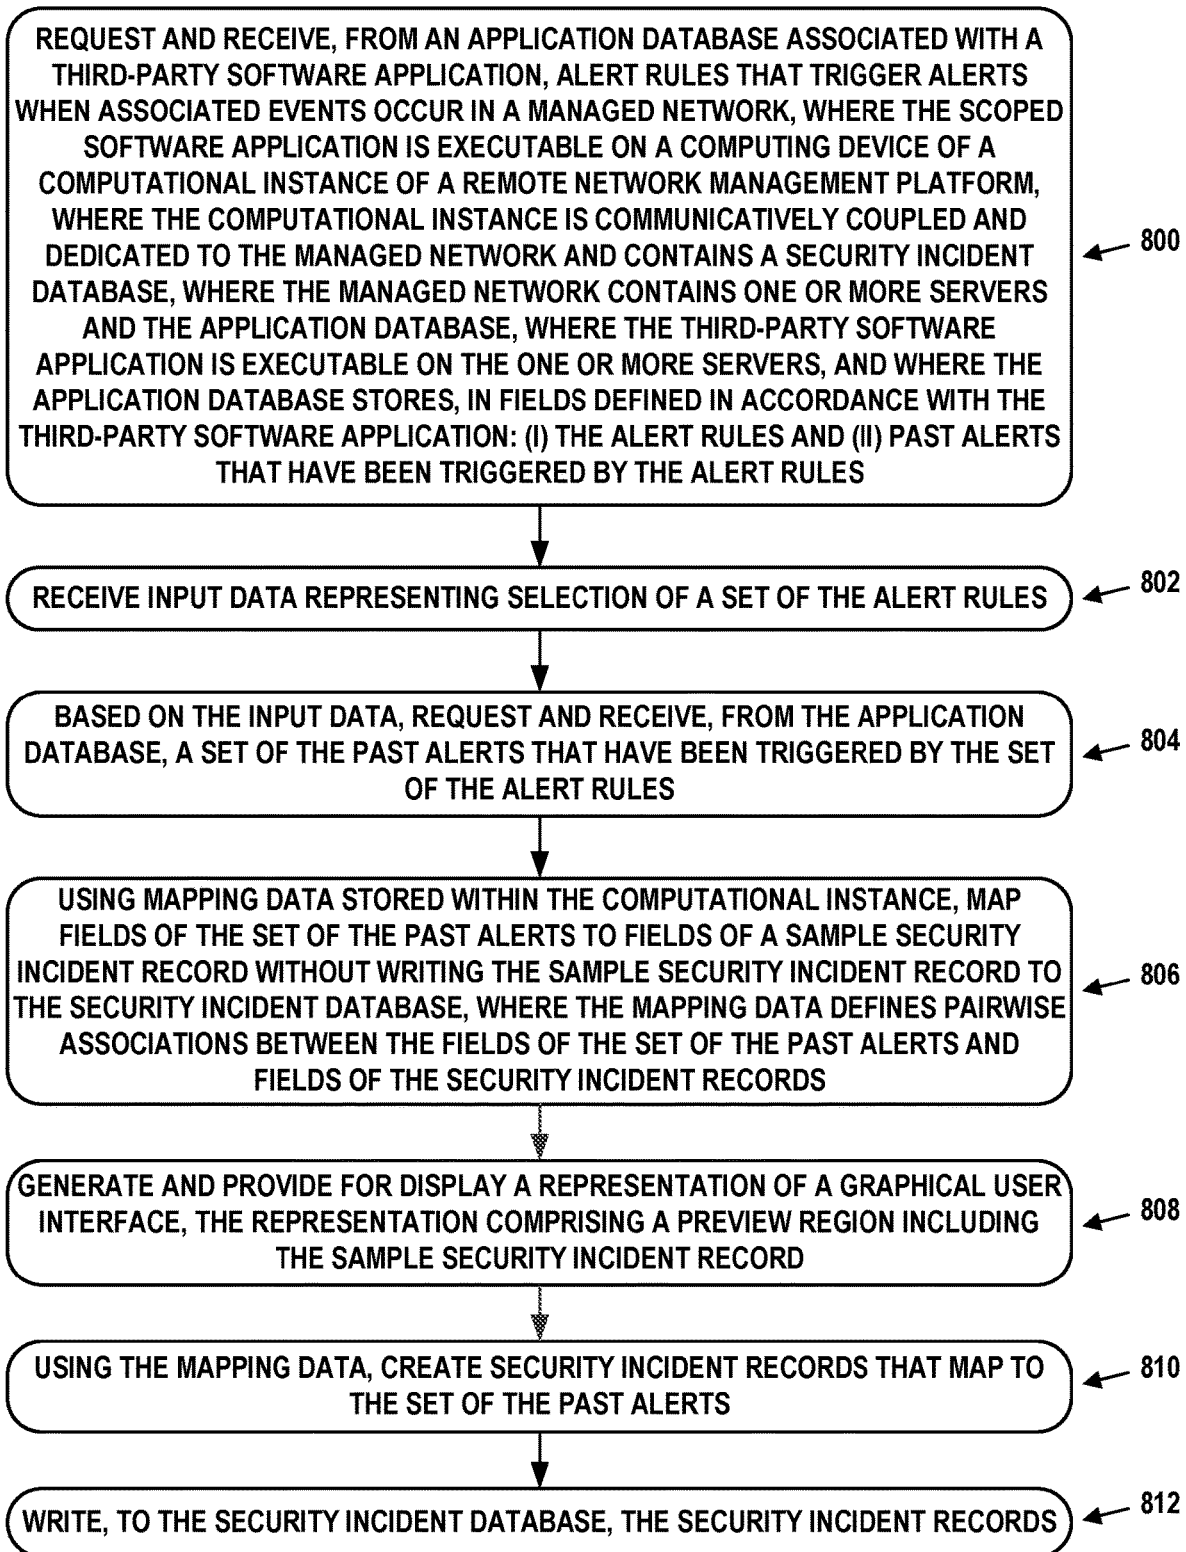 REQUEST AND RECEIVE, FROM AN APPLICATION DATABASE ASSOCIATED WITH A
THIRD-PARTY SOFTWARE APPLICATION, ALERT RULES THAT TRIGGER ALERTS
WHEN ASSOCIATED EVENTS OCCUR IN A MANAGED NETWORK, WHERE THE SCOPED
SOFTWARE APPLICATION IS EXECUTABLE ON A COMPUTING DEVICE OF A
COMPUTATIONAL INSTANCE OF A REMOTE NETWORK MANAGEMENT PLATFORM,
WHERE THE COMPUTATIONAL INSTANCE IS COMMUNICATIVELY COUPLED AND
DEDICATED TO THE MANAGED NETWORK AND CONTAINS A SECURITY INCIDENT
DATABASE, WHERE THE MANAGED NETWORK CONTAINS ONE OR MORE SERVERS
AND THE APPLICATION DATABASE, WHERE THE THIRD-PARTY SOFTWARE
APPLICATION IS EXECUTABLE ON THE ONE OR MORE SERVERS, AND WHERE THE
APPLICATION DATABASE STORES, IN FIELDS DEFINED IN ACCORDANCE WITH THE
THIRD-PARTY SOFTWARE APPLICATION: (I) THE ALERT RULES AND (II) PAST ALERTS
THAT HAVE BEEN TRIGGERED BY THE ALERT RULES
800
RECEIVE INPUT DATA REPRESENTING SELECTION OF A SET OF THE ALERT RULES
802
BASED ON THE INPUT DATA, REQUEST AND RECEIVE, FROM THE APPLICATION
DATABASE, A SET OF THE PAST ALERTS THAT HAVE BEEN TRIGGERED BY THE SET
OF THE ALERT RULES
804
USING MAPPING DATA STORED WITHIN THE COMPUTATIONAL INSTANCE, MAP
FIELDS OF THE SET OF THE PAST ALERTS TO FIELDS OF A SAMPLE SECURITY
INCIDENT RECORD WITHOUT WRITING THE SAMPLE SECURITY INCIDENT RECORD TO
THE SECURITY INCIDENT DATABASE, WHERE THE MAPPING DATA DEFINES PAIRWISE
ASSOCIATIONS BETWEEN THE FIELDS OF THE SET OF THE PAST ALERTS AND
FIELDS OF THE SECURITY INCIDENT RECORDS
806
GENERATE AND PROVIDE FOR DISPLAY A REPRESENTATION OF A GRAPHICAL USER
INTERFACE, THE REPRESENTATION COMPRISING A PREVIEW REGION INCLUDING
THE SAMPLE SECURITY INCIDENT RECORD
808
USING THE MAPPING DATA, CREATE SECURITY INCIDENT RECORDS THAT MAP TO
THE SET OF THE PAST ALERTS
810
WRITE, TO THE SECURITY INCIDENT DATABASE, THE SECURITY INCIDENT RECORDS
812